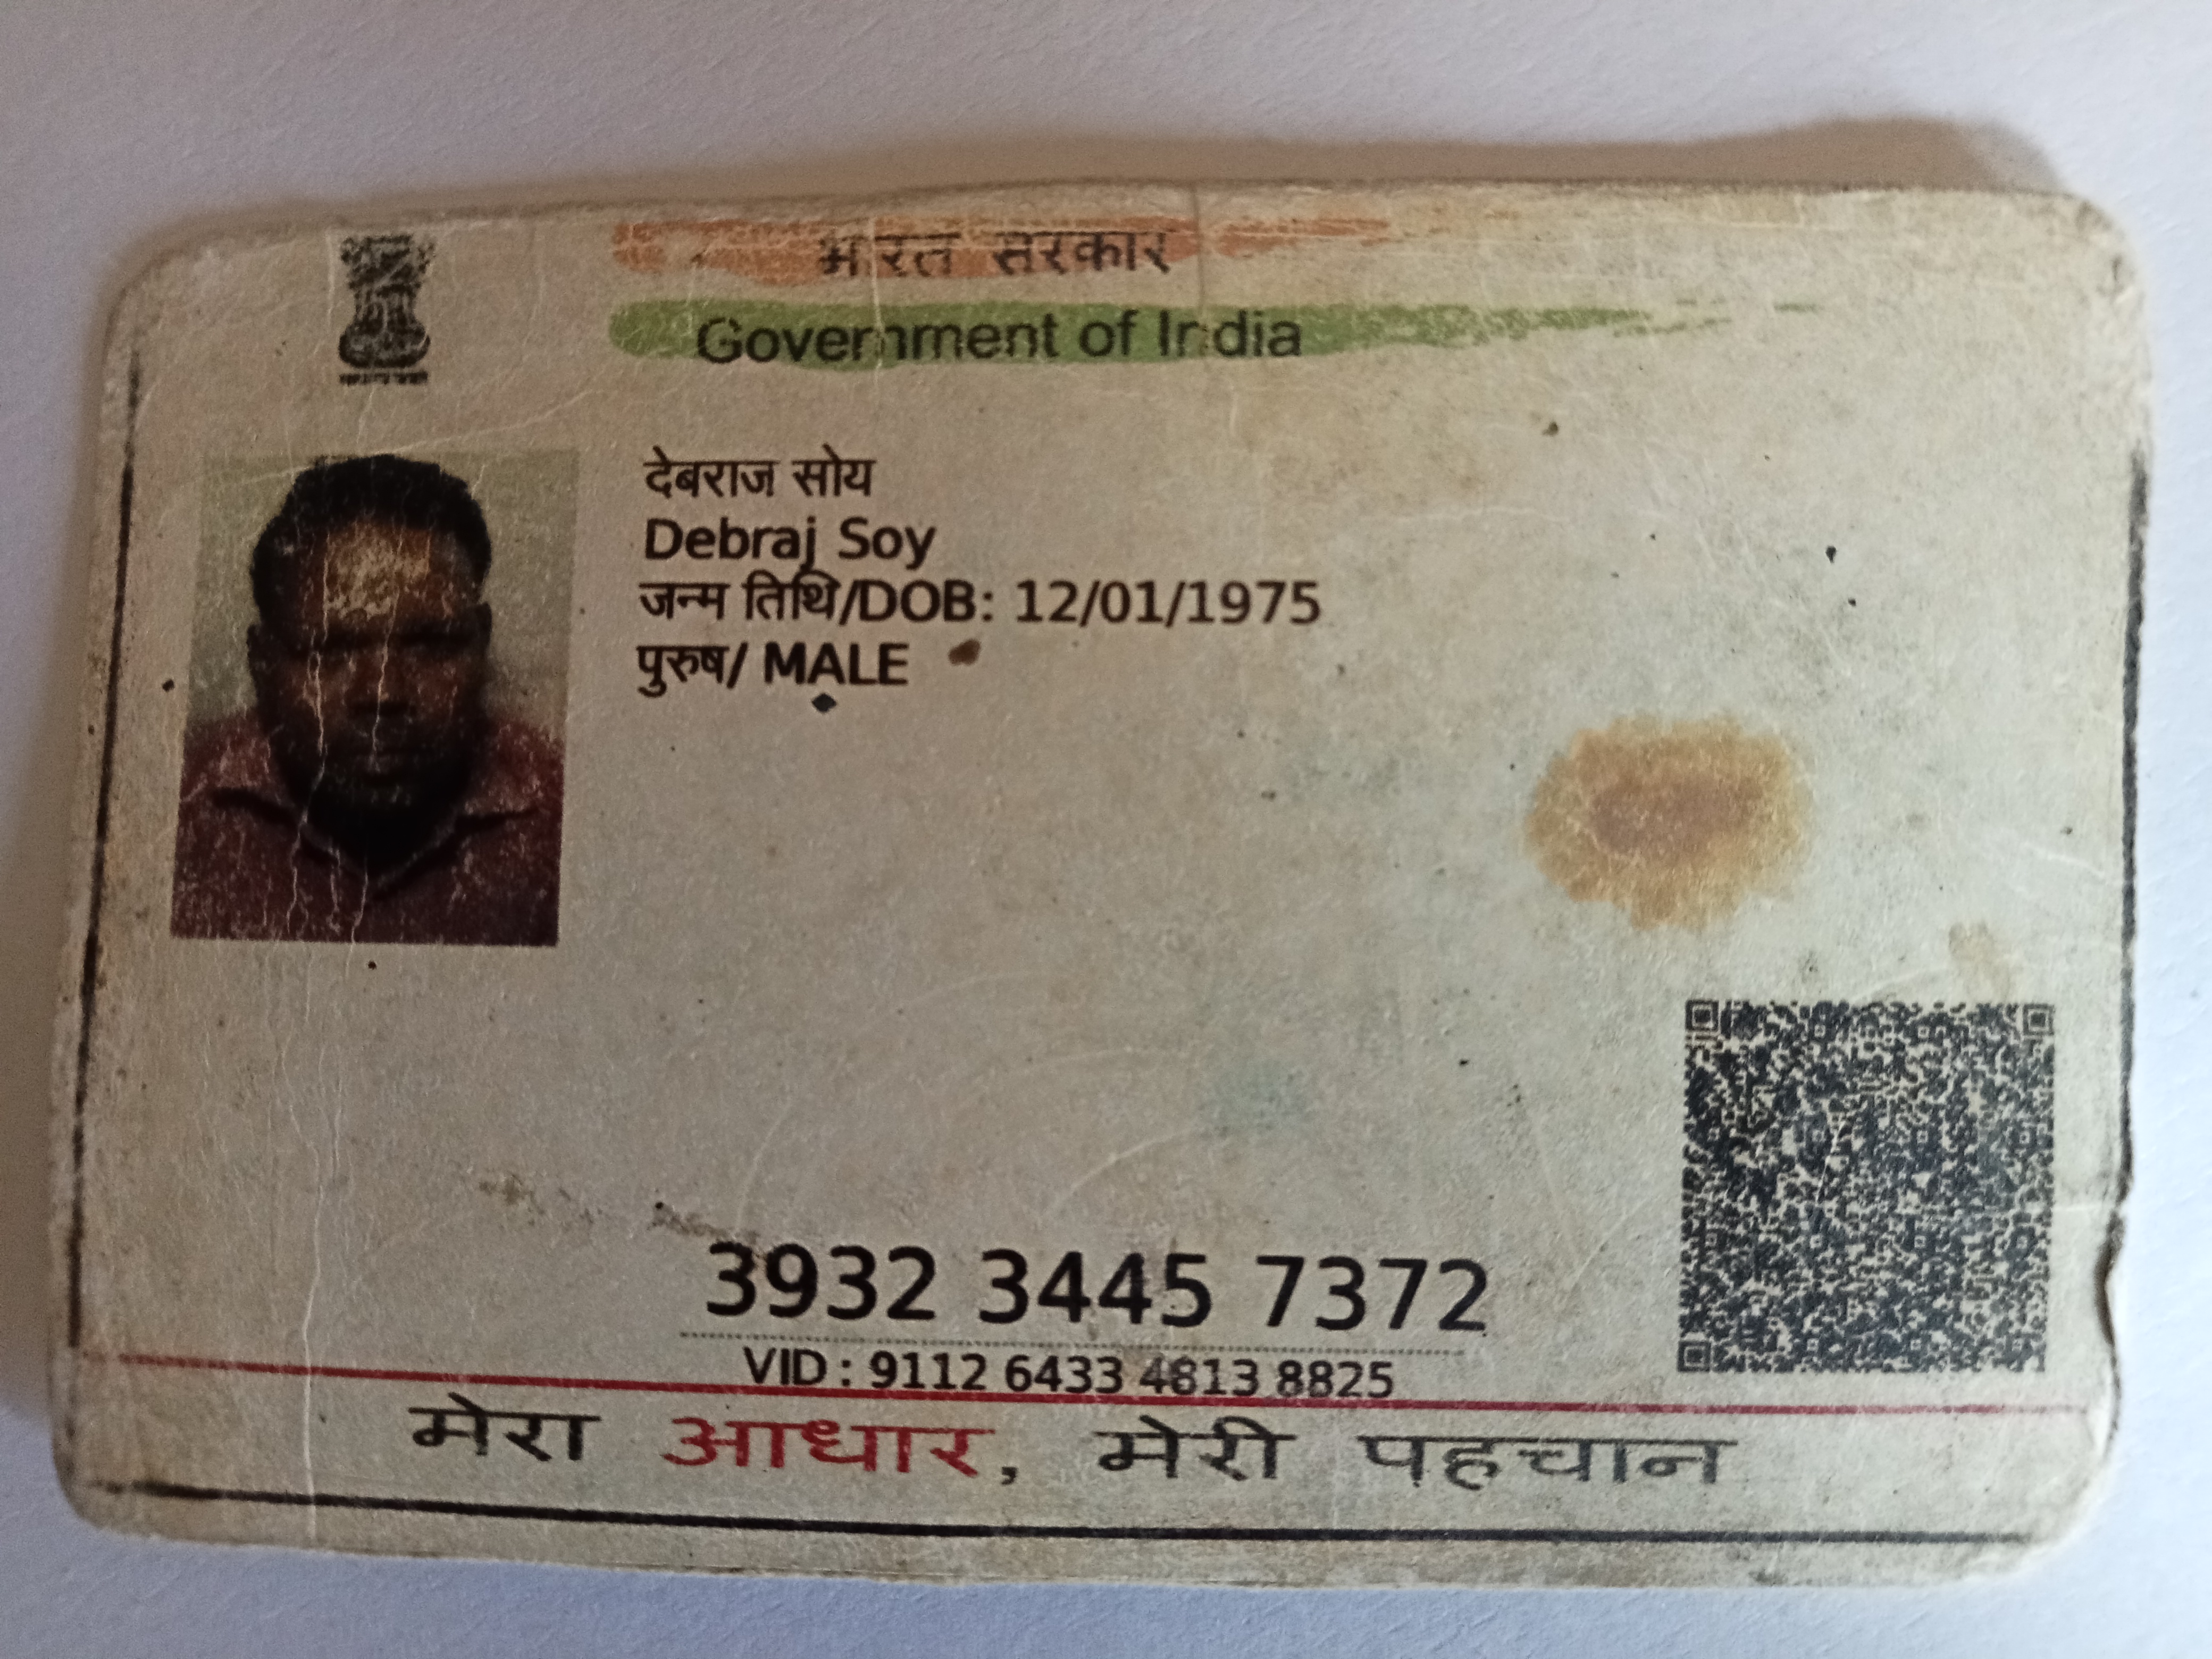 भारत सरकार
Government of India
देबराज सोय
Debraj Soy
जन्म तिथि/DOB: 12/01/1975
पुरुष/ MALE
3932 3445 7372
VID : 9112 6433 4813 8825
मेरा आधार, मेरी पहचान